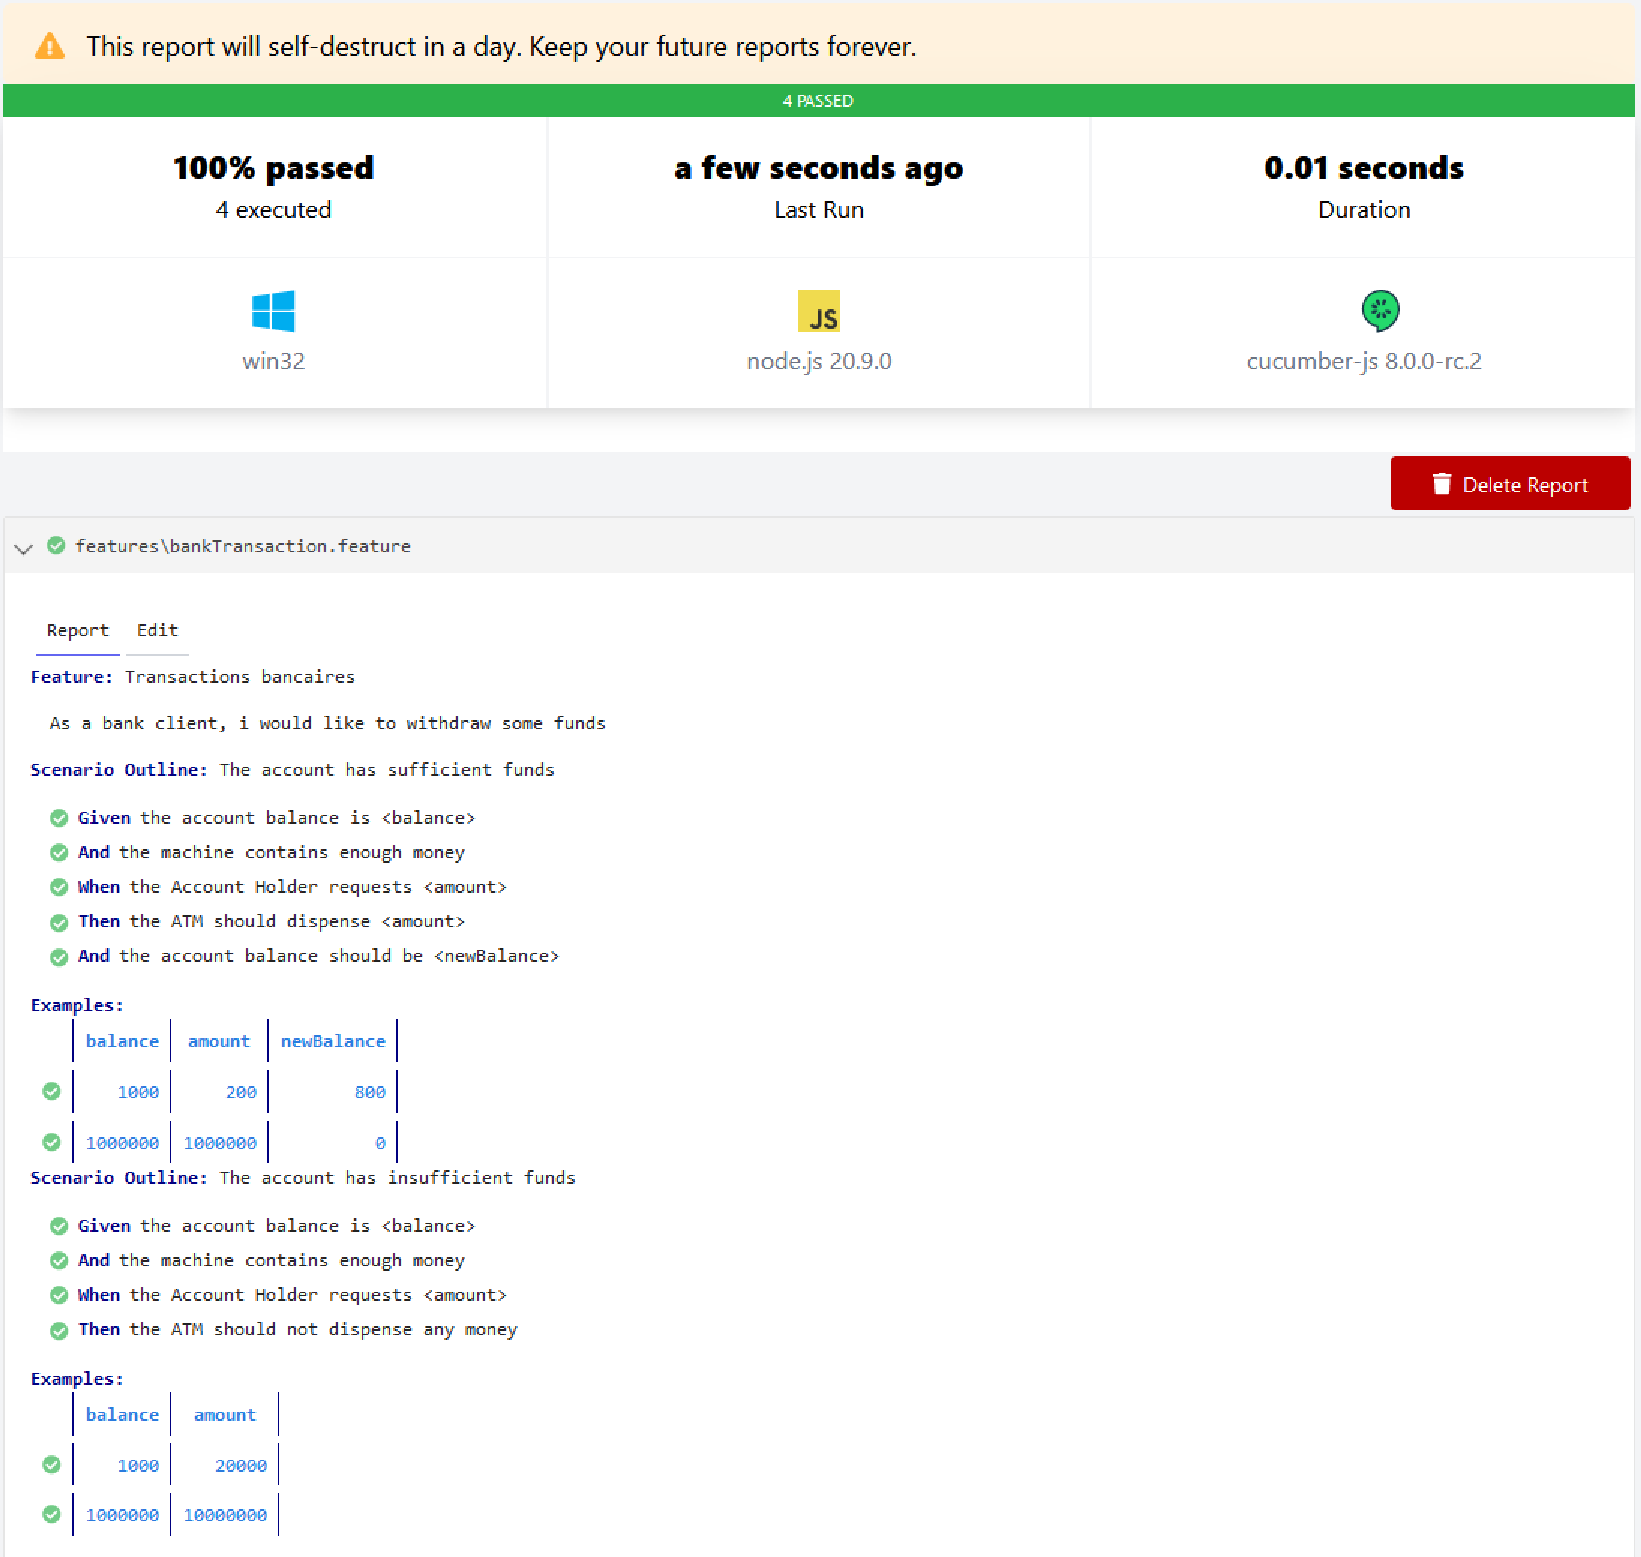 This report will self-destruct in a day. Keep your future reports forever.
4 PASSED
100% passed
4 executed
a few seconds ago
Last Run
0.01 seconds
Duration
win32
JS
node.js 20.9.0
cucumber-js 8.0.0-rc.2
Delete Report
features\bankTransaction.feature
Report Edit
Feature: Transactions bancaires
As a bank client, i would like to withdraw some funds
Scenario Outline: The account has sufficient funds
Given the account balance is <balance>
And the machine contains enough money
When the Account Holder requests <amount>
Then the ATM should dispense <amount>
And the account balance should be <newBalance>
Examples:
balance amount newBalance
1000 200 800
1000000 1000000 0
Scenario Outline: The account has insufficient funds
Given the account balance is <balance>
And the machine contains enough money
When the Account Holder requests <amount>
Then the ATM should not dispense any money
Examples:
balance amount
1000 20000
1000000 10000000